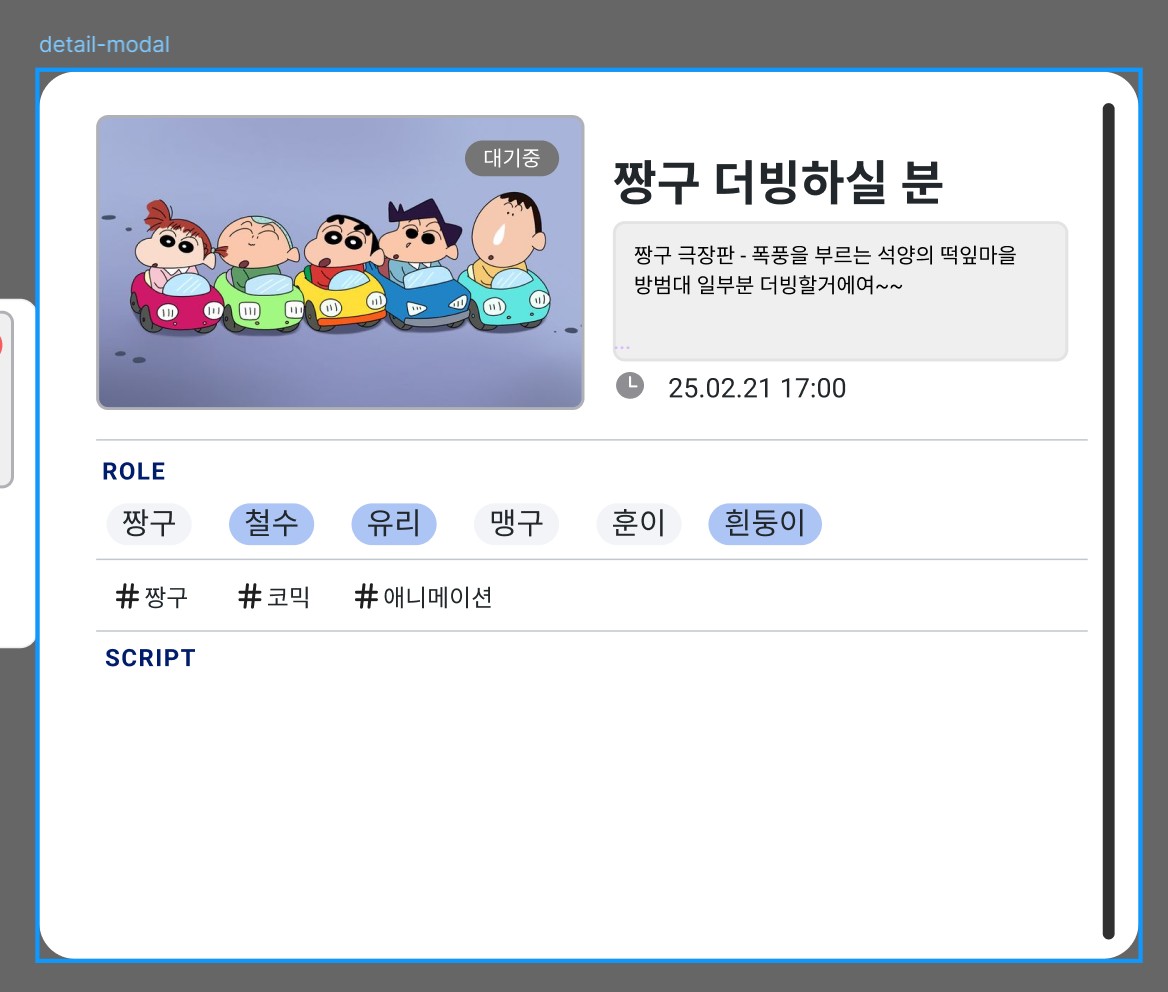 detail-modal
대기중
짱구 더빙하실 분
짱구 극장판 - 폭풍을 부르는 석양의 떡잎마을
방범대 일부분 더빙할거에여~~
...
25.02.21 17:00
ROLE
짱구 철수 유리 맹구 훈이 흰둥이
# 짱구 # 코믹 # 애니메이션
SCRIPT